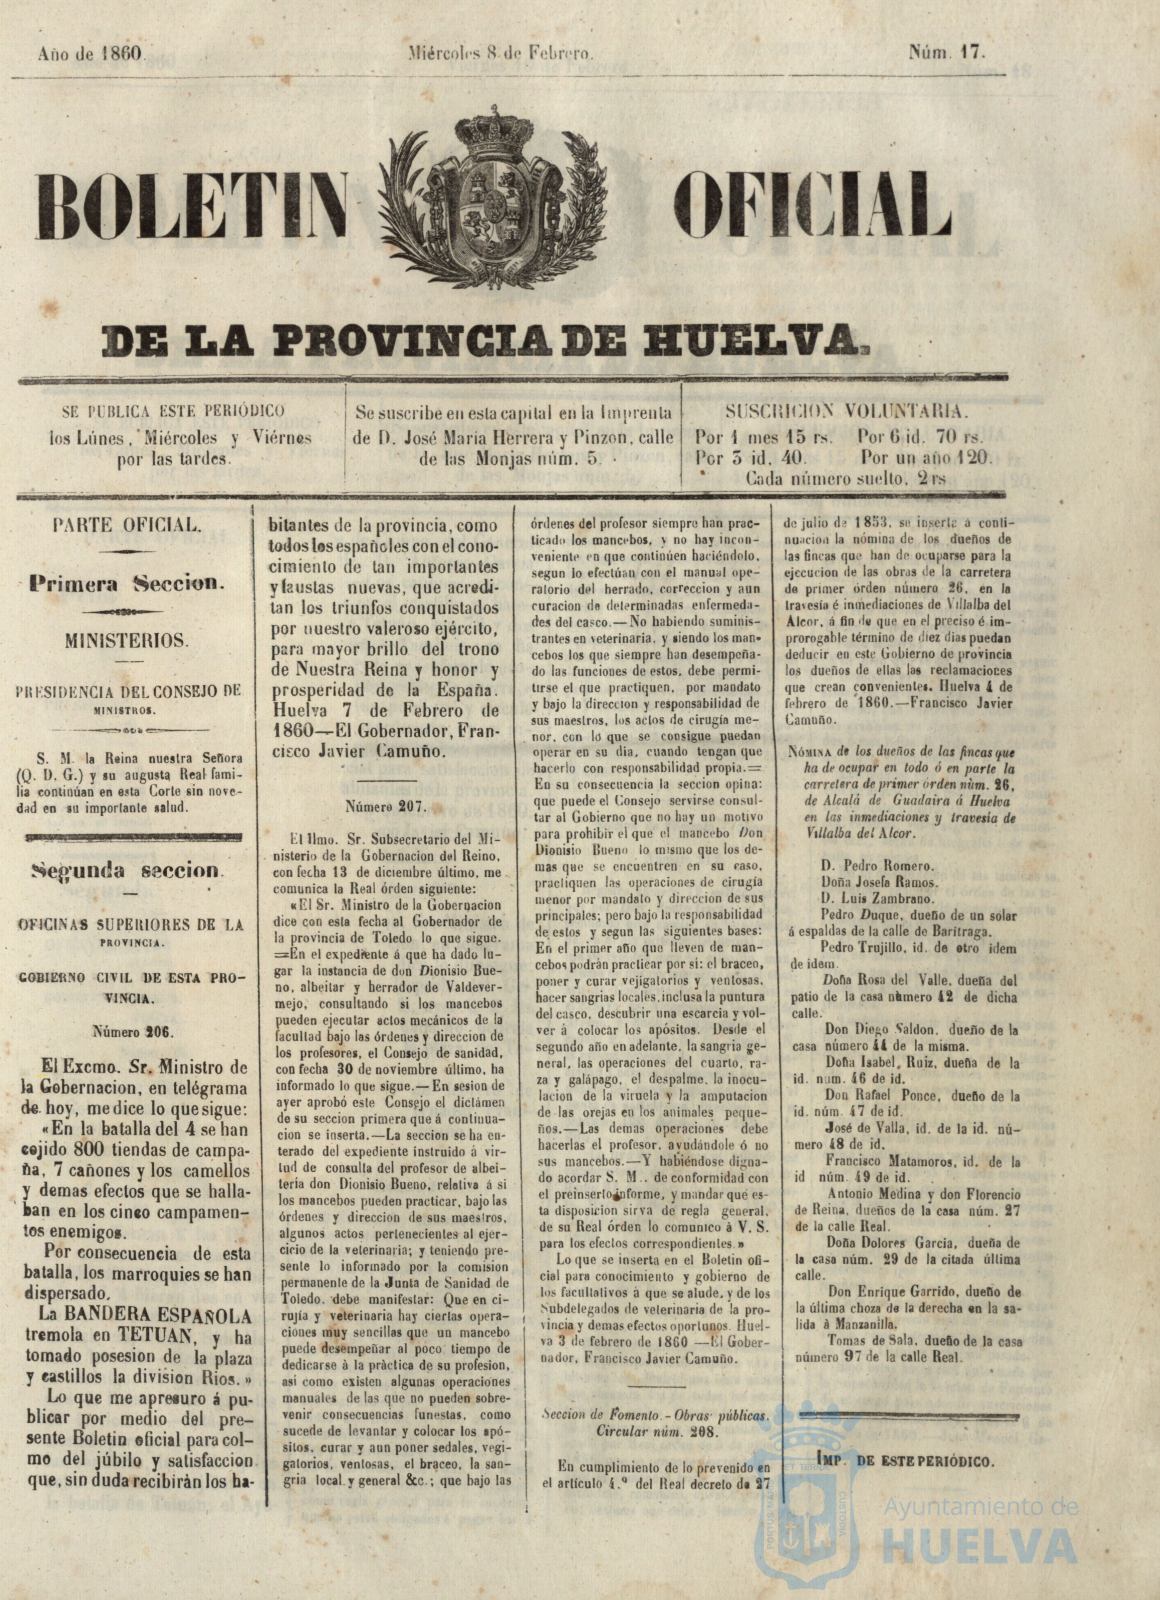 Año de 1860.
Miércoles 8 de Febrero.
Núm. 17.
BOLETIN OFICIAL
DE LA PROVINCIA DE HUELVA.
SE PUBLICA ESTE PERIÓDICO
los Lúnes, Miércoles y Viérnes
por las tardes.
Se suscribe en esta capital en la Imprenta
de D. José María Herrera y Pinzon, calle
de las Monjas núm. 5.
SUSCRICION VOLUNTARIA.
Por 1 mes 15 rs. Por 6 id. 70 rs.
Por 3 id. 40. Por un año 120.
Cada número suelto, 2 rs
PARTE OFICIAL.
Primera Seccion.
MINISTERIOS.
PRESIDENCIA DEL CONSEJO DE
MINISTROS.
S. M. la Reina nuestra Señora
(Q. D. G.) y su augusta Real fami-
lia continúan en esta Corte sin nove-
dad en su importante salud.
Segunda seccion.
OFICINAS SUPERIORES DE LA
PROVINCIA.
GOBIERNO CIVIL DE ESTA PRO-
VINCIA.
Número 206.
El Excmo. Sr. Ministro de
la Gobernacion, en telégrama
de hoy, me dice lo que sigue:
«En la batalla del 4 se han
cojido 800 tiendas de campa-
ña, 7 cañones y los camellos
y demas efectos que se halla-
ban en los cinco campamen-
tos enemigos.
Por consecuencia de esta
batalla, los marroquies se han
dispersado.
La BANDERA ESPAÑOLA
tremola en TETUAN, y ha
tomado posesion de la plaza
y castillos la division Rios.»
Lo que me apresuro á pu-
blicar por medio del pre-
sente Boletin oficial para col-
mo del júbilo y satisfaccion
que, sin duda recibirán los ha-
bitantes de la provincia, como
todos los españoles con el cono-
cimiento de tan importantes
y faustas nuevas, que acredi-
tan los triunfos conquistados
por nuestro valeroso ejército,
para mayor brillo del trono
de Nuestra Reina y honor y
prosperidad de la España.
Huelva 7 de Febrero de
1860—El Gobernador, Fran-
cisco Javier Camuño.
Número 207.
El Ilmo. Sr. Subsecretario del Mi-
nisterio de la Gobernacion del Reino,
con fecha 13 de diciembre último, me
comunica la Real órden siguiente:
«El Sr. Ministro de la Gobernacion
dice con esta fecha al Gobernador de
la provincia de Toledo lo que sigue.
=En el expediente á que ha dado lu-
gar la instancia de don Dionisio Bue-
no, albeitar y herrador de Valdever-
mejo, consultando si los mancebos
pueden ejecutar actos mecánicos de la
facultad bajo las órdenes y direccion de
los profesores, el Consejo de sanidad,
con fecha 30 de noviembre último, ha
informado lo que sigue.—En sesion de
ayer aprobó este Consejo el dictámen
de su seccion primera que á continua-
cion se inserta.—La seccion se ha en-
terado del expediente instruido á vir-
tud de consulta del profesor de albei-
teria don Dionisio Bueno, relativa á si
los mancebos pueden practicar, bajo las
órdenes y direccion de sus maestros,
algunos actos pertenecientes al ejer-
cicio de la veterinaria; y teniendo pre-
sente lo informado por la comision
permanente de la Junta de Sanidad de
Toledo, debe manifestar: Que en ci-
rujía y veterinaria hay ciertas opera-
ciones muy sencillas que un mancebo
puede desempeñar al poco tiempo de
dedicarse á la práctica de su profesion,
asi como existen algunas operaciones
manuales de las que no pueden sobre-
venir consecuencias funestas, como
sucede de levantar y colocar los apó-
sitos, curar y aun poner sedales, vegi-
gatorios, ventosas, el braceo, la san-
gria local y general &c.; que bajo las
órdenes del profesor siempre han prac-
ticado los mancebos, y no hay incon-
veniente en que continúen haciéndolo,
segun lo efectúan con el manual ope-
ratorio del herrado, correccion y aun
curacion de determinadas enfermeda-
des del casco.—No habiendo suminis-
trantes en veterinaria, y siendo los man-
cebos los que siempre han desempeña-
do las funciones de estos, debe permi-
tirse el que practiquen, por mandato
y bajo la direccion y responsabilidad de
sus maestros, los actos de cirugía me-
nor, con lo que se consigue puedan
operar en su dia, cuando tengan que
hacerlo con responsabilidad propia.=
En su consecuencia la seccion opina:
que puede el Consejo servirse consul-
tar al Gobierno que no hay un motivo
para prohibir el que el mancebo Don
Dionisio Bueno lo mismo que los de-
mas que se encuentren en su caso,
practiquen las operaciones de cirugía
menor por mandato y direccion de sus
principales; pero bajo la responsabilidad
de estos y segun las siguientes bases:
En el primer año que lleven de man-
cebos podrán practicar por si: el braceo,
poner y curar vejigatorios y ventosas,
hacer sangrias locales, inclusa la puntura
del casco, descubrir una escarcia y vol-
ver á colocar los apósitos. Desde el
segundo año en adelante, la sangria ge-
neral, las operaciones del cuarto, ra-
za y galápago, el despalme, la inocu-
lacion de la viruela y la amputacion
de las orejas en los animales peque-
ños.—Las demas operaciones debe
hacerlas el profesor, ayudándole ó no
sus mancebos.—Y habiéndose digna-
do acordar S. M.. de conformidad con
el preinserto informe, y mandar que es-
ta disposicion sirva de regla general,
de su Real órden lo comunico á V. S.
para los efectos correspondientes.»
Lo que se inserta en el Boletin ofi-
cial para conocimiento y gobierno de
los facultativos á que se alude, y de los
Subdelegados de veterinaria de la pro-
vincia y demas efectos oportunos. Huel-
va 3 de febrero de 1860 —El Gober-
nador, Francisco Javier Camuño.
Seccion de Fomento.-Obras públicas.
Circular núm. 208.
En cumplimiento de lo prevenido en
el artículo 4.º del Real decreto de 27
de julio de 1853, se inserta á conti-
nuacion la nómina de los dueños de
las fincas que han de ocuparse para la
ejecucion de las obras de la carretera
de primer órden número 26, en la
travesía é inmediaciones de Villalba del
Alcor, á fin de que en el preciso é im-
prorogable término de diez dias puedan
deducir en este Gobierno de provincia
los dueños de ellas las reclamaciones
que crean convenientes. Huelva 4 de
febrero de 1860.—Francisco Javier
Camuño.
NÓMINA de los dueños de las fincas que
ha de ocupar en todo ó en parte la
carretera de primer órden núm. 26,
de Alcalá de Guadaira á Huelva
en las inmediaciones y travesia de
Villalba del Alcor.
D. Pedro Romero.
Doña Josefa Ramos.
D. Luis Zambrano.
Pedro Duque, dueño de un solar
á espaldas de la calle de Baritraga.
Pedro Trujillo, id. de otro idem
de idem.
Doña Rosa del Valle, dueña del
patio de la casa número 42 de dicha
calle.
Don Diego Saldon, dueño de la
casa número 44 de la misma.
Doña Isabel, Ruiz, dueña de la
id. num. 46 de id.
Don Rafael Ponce, dueño de la
id. núm. 47 de id.
José de Valla, id. de la id. nú-
mero 48 de id.
Francisco Matamoros, id. de la
id núm. 49 de id.
Antonio Medina y don Florencio
de Reina, dueños de la casa núm. 27
de la calle Real.
Doña Dolores Garcia, dueña de
la casa núm. 29 de la citada última
calle.
Don Enrique Garrido, dueño de
la última choza de la derecha en la sa-
lida á Manzanilla.
Tomas de Sala, dueño de la casa
número 97 de la calle Real.
IMP. DE ESTE PERIÓDICO.
Ayuntamiento de
HUELVA